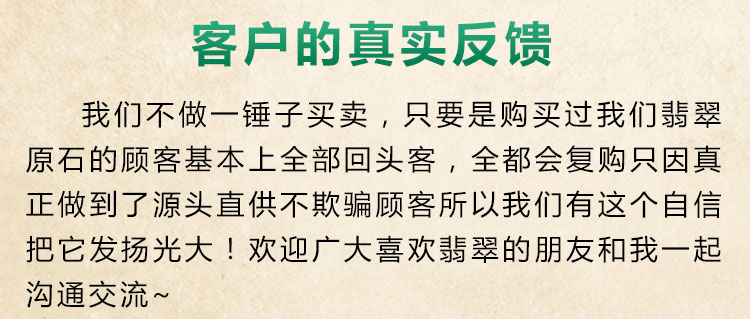 客户的真实反馈
我们不做一锤子买卖，只要是购买过我们翡翠
原石的顾客基本上全部回头客，全都会复购只因真
正做到了源头直供不欺骗顾客所以我们有这个自信
把它发扬光大！欢迎广大喜欢翡翠的朋友和我一起
沟通交流~